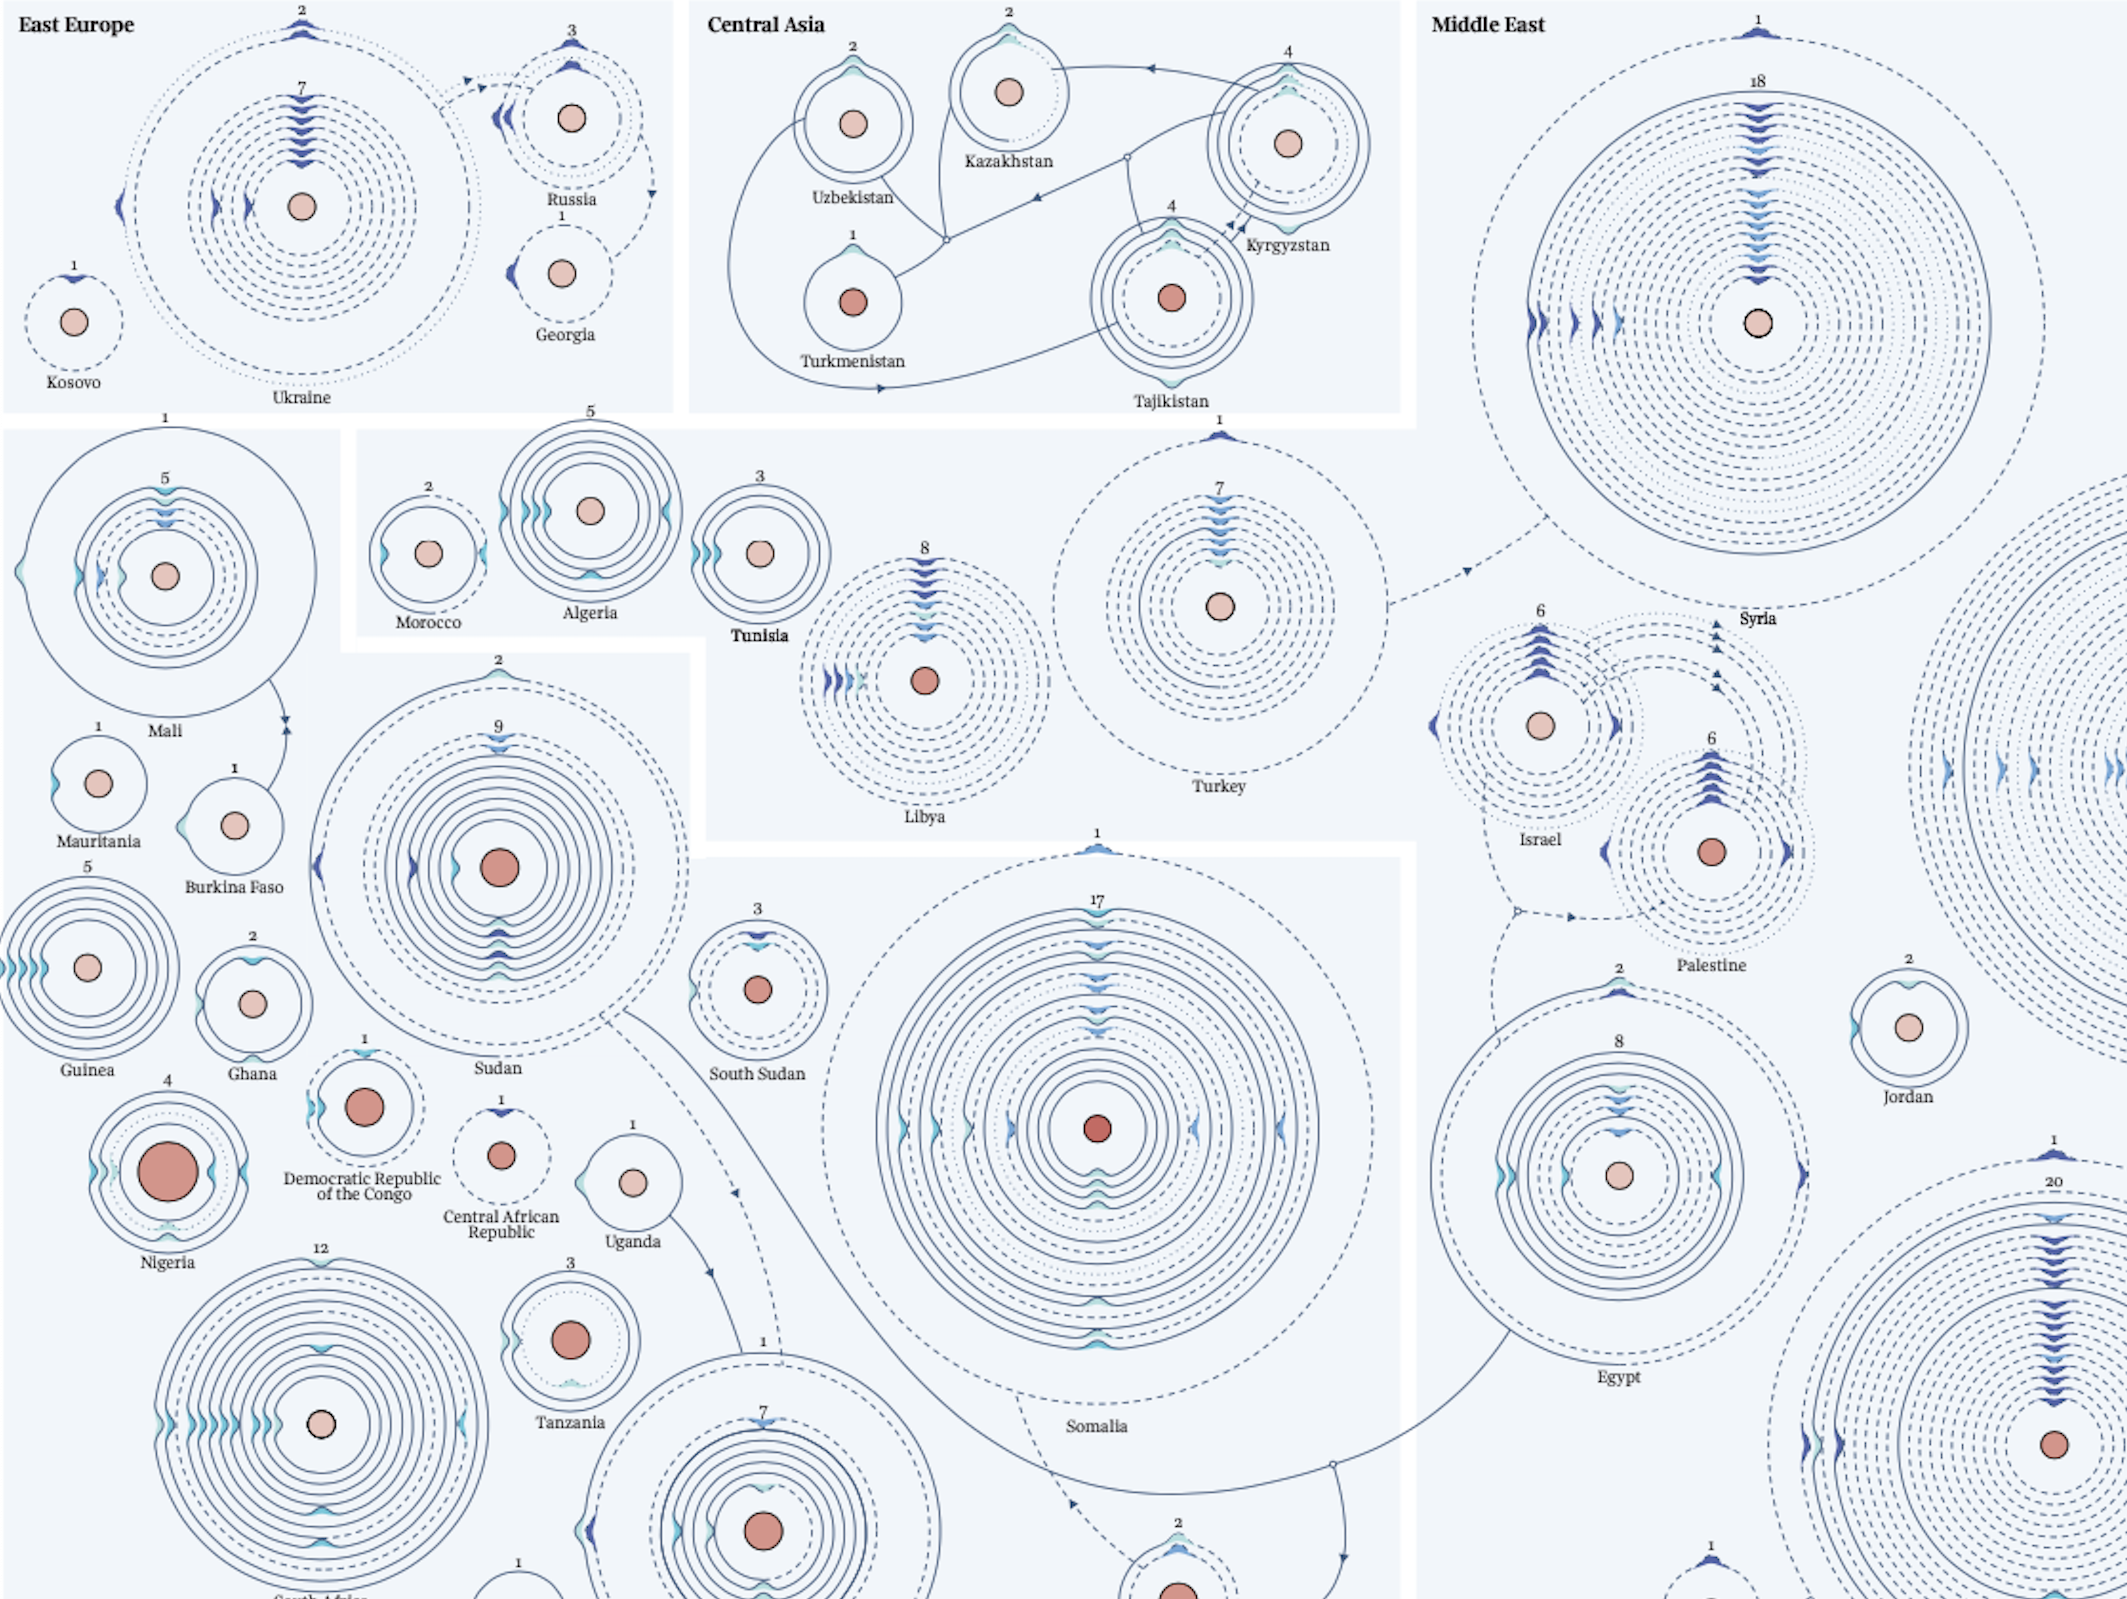 East Europe
2
7
3
Russia
1
Georgia
1
Kosovo
Ukraine
Central Asia
2
Uzbekistan
2
Kazakhstan
4
Kyrgyzstan
1
Turkmenistan
4
Tajikistan
Middle East
1
18
Syria
1
5
Mali
2
Morocco
5
Algeria
3
Tunisia
8
Libya
1
7
Turkey
6
Israel
6
Palestine
1
Mauritania
1
Burkina Faso
2
9
Sudan
5
Guinea
2
Ghana
3
South Sudan
1
17
Somalia
2
8
Egypt
2
Jordan
4
Nigeria
1
Democratic Republic
of the Congo
1
Central African
Republic
1
Uganda
12
3
Tanzania
1
7
1
2
1
20
1